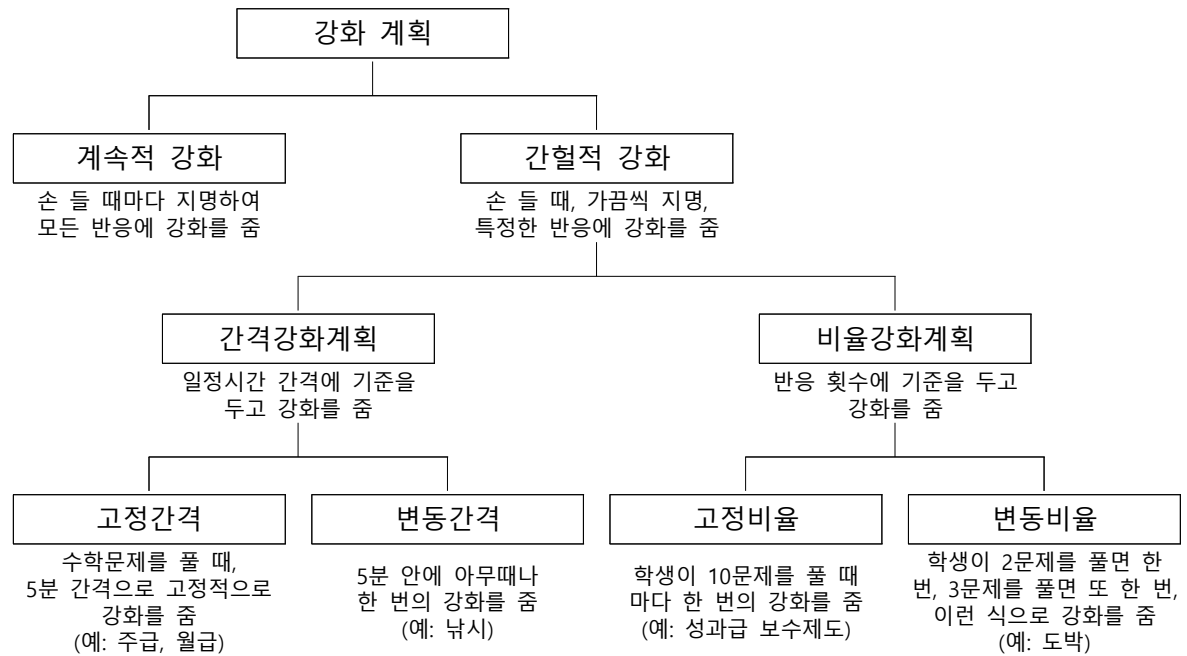 강화 계획
계속적 강화
손 들 때마다 지명하여
모든 반응에 강화를 줌
간헐적 강화
손 들 때, 가끔씩 지명,
특정한 반응에 강화를 줌
간격강화계획
일정시간 간격에 기준을
두고 강화를 줌
비율강화계획
반응 횟수에 기준을 두고
강화를 줌
고정간격
수학문제를 풀 때,
5분 간격으로 고정적으로
강화를 줌
(예: 주급, 월급)
변동간격
5분 안에 아무때나
한 번의 강화를 줌
(예: 낚시)
고정비율
학생이 10문제를 풀 때
마다 한 번의 강화를 줌
(예: 성과급 보수제도)
변동비율
학생이 2문제를 풀면 한
번, 3문제를 풀면 또 한 번,
이런 식으로 강화를 줌
(예: 도박)